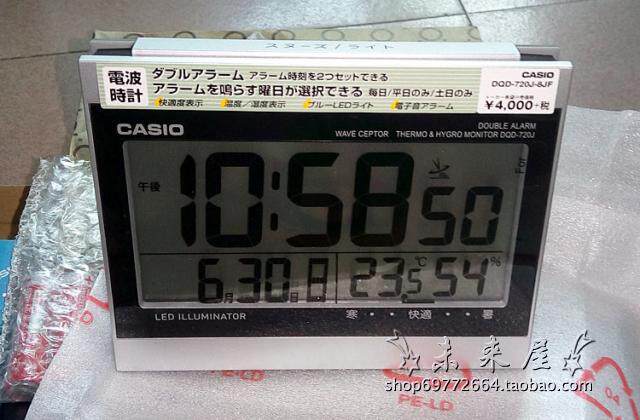 スヌーズ/ライト
電波時計
ダブルアラーム アラーム時刻を2つセットできる
アラームを鳴らす曜日が選択できる 毎日/平日のみ/土日のみ
快適度表示 温度/湿度表示 ブルーLEDライト 電子音アラーム
CASIO
DQD-720J-8JF
¥4,000+税
CASIO
DOUBLE ALARM
WAVE CEPTOR THERMO & HYGRO MONITOR DQD-720J
午後 10:58 50
6月30日 日 23.5℃ 54%
LED ILLUMINATOR 寒 · · 快適 · · 暑
未来屋
shop69772664.taobao.com
PE-LD
PE-LD